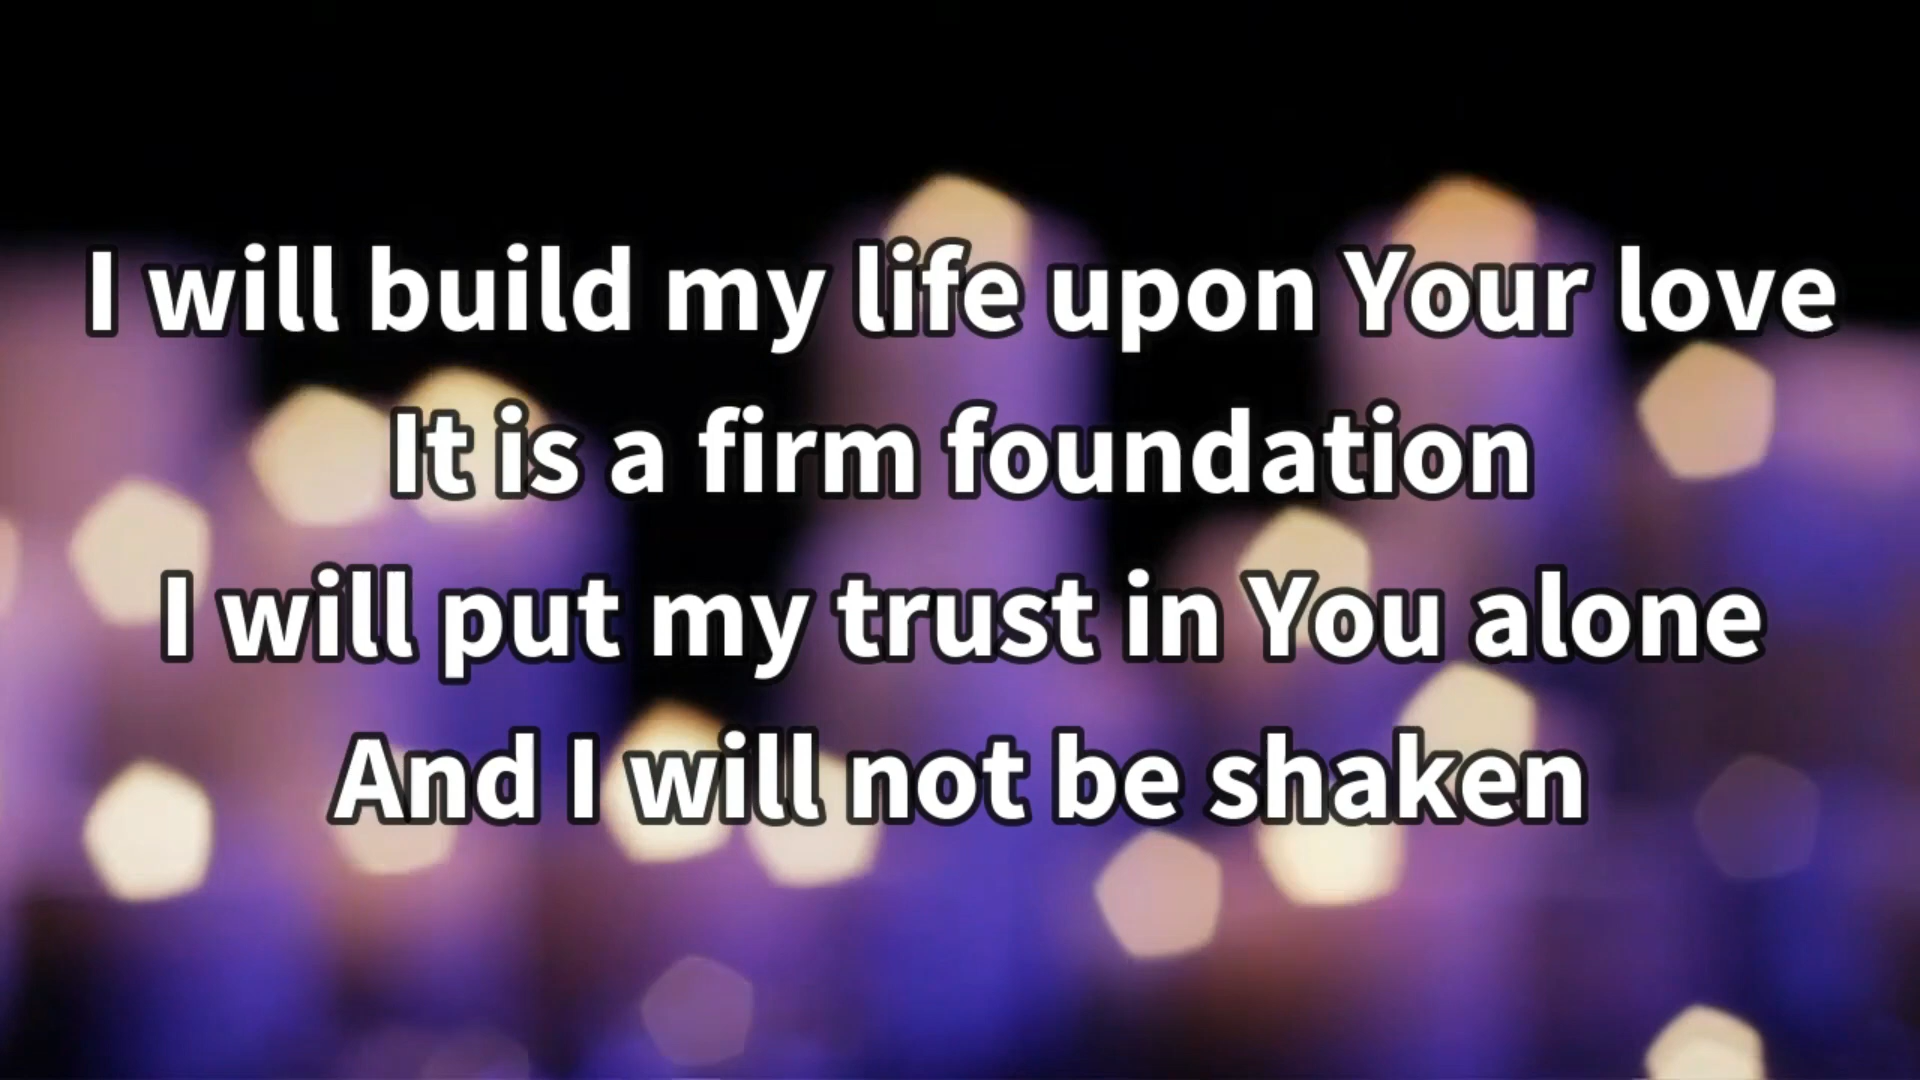 I will build my life upon Your love
It is a firm foundation
I will put my trust in You alone
And I will not be shaken